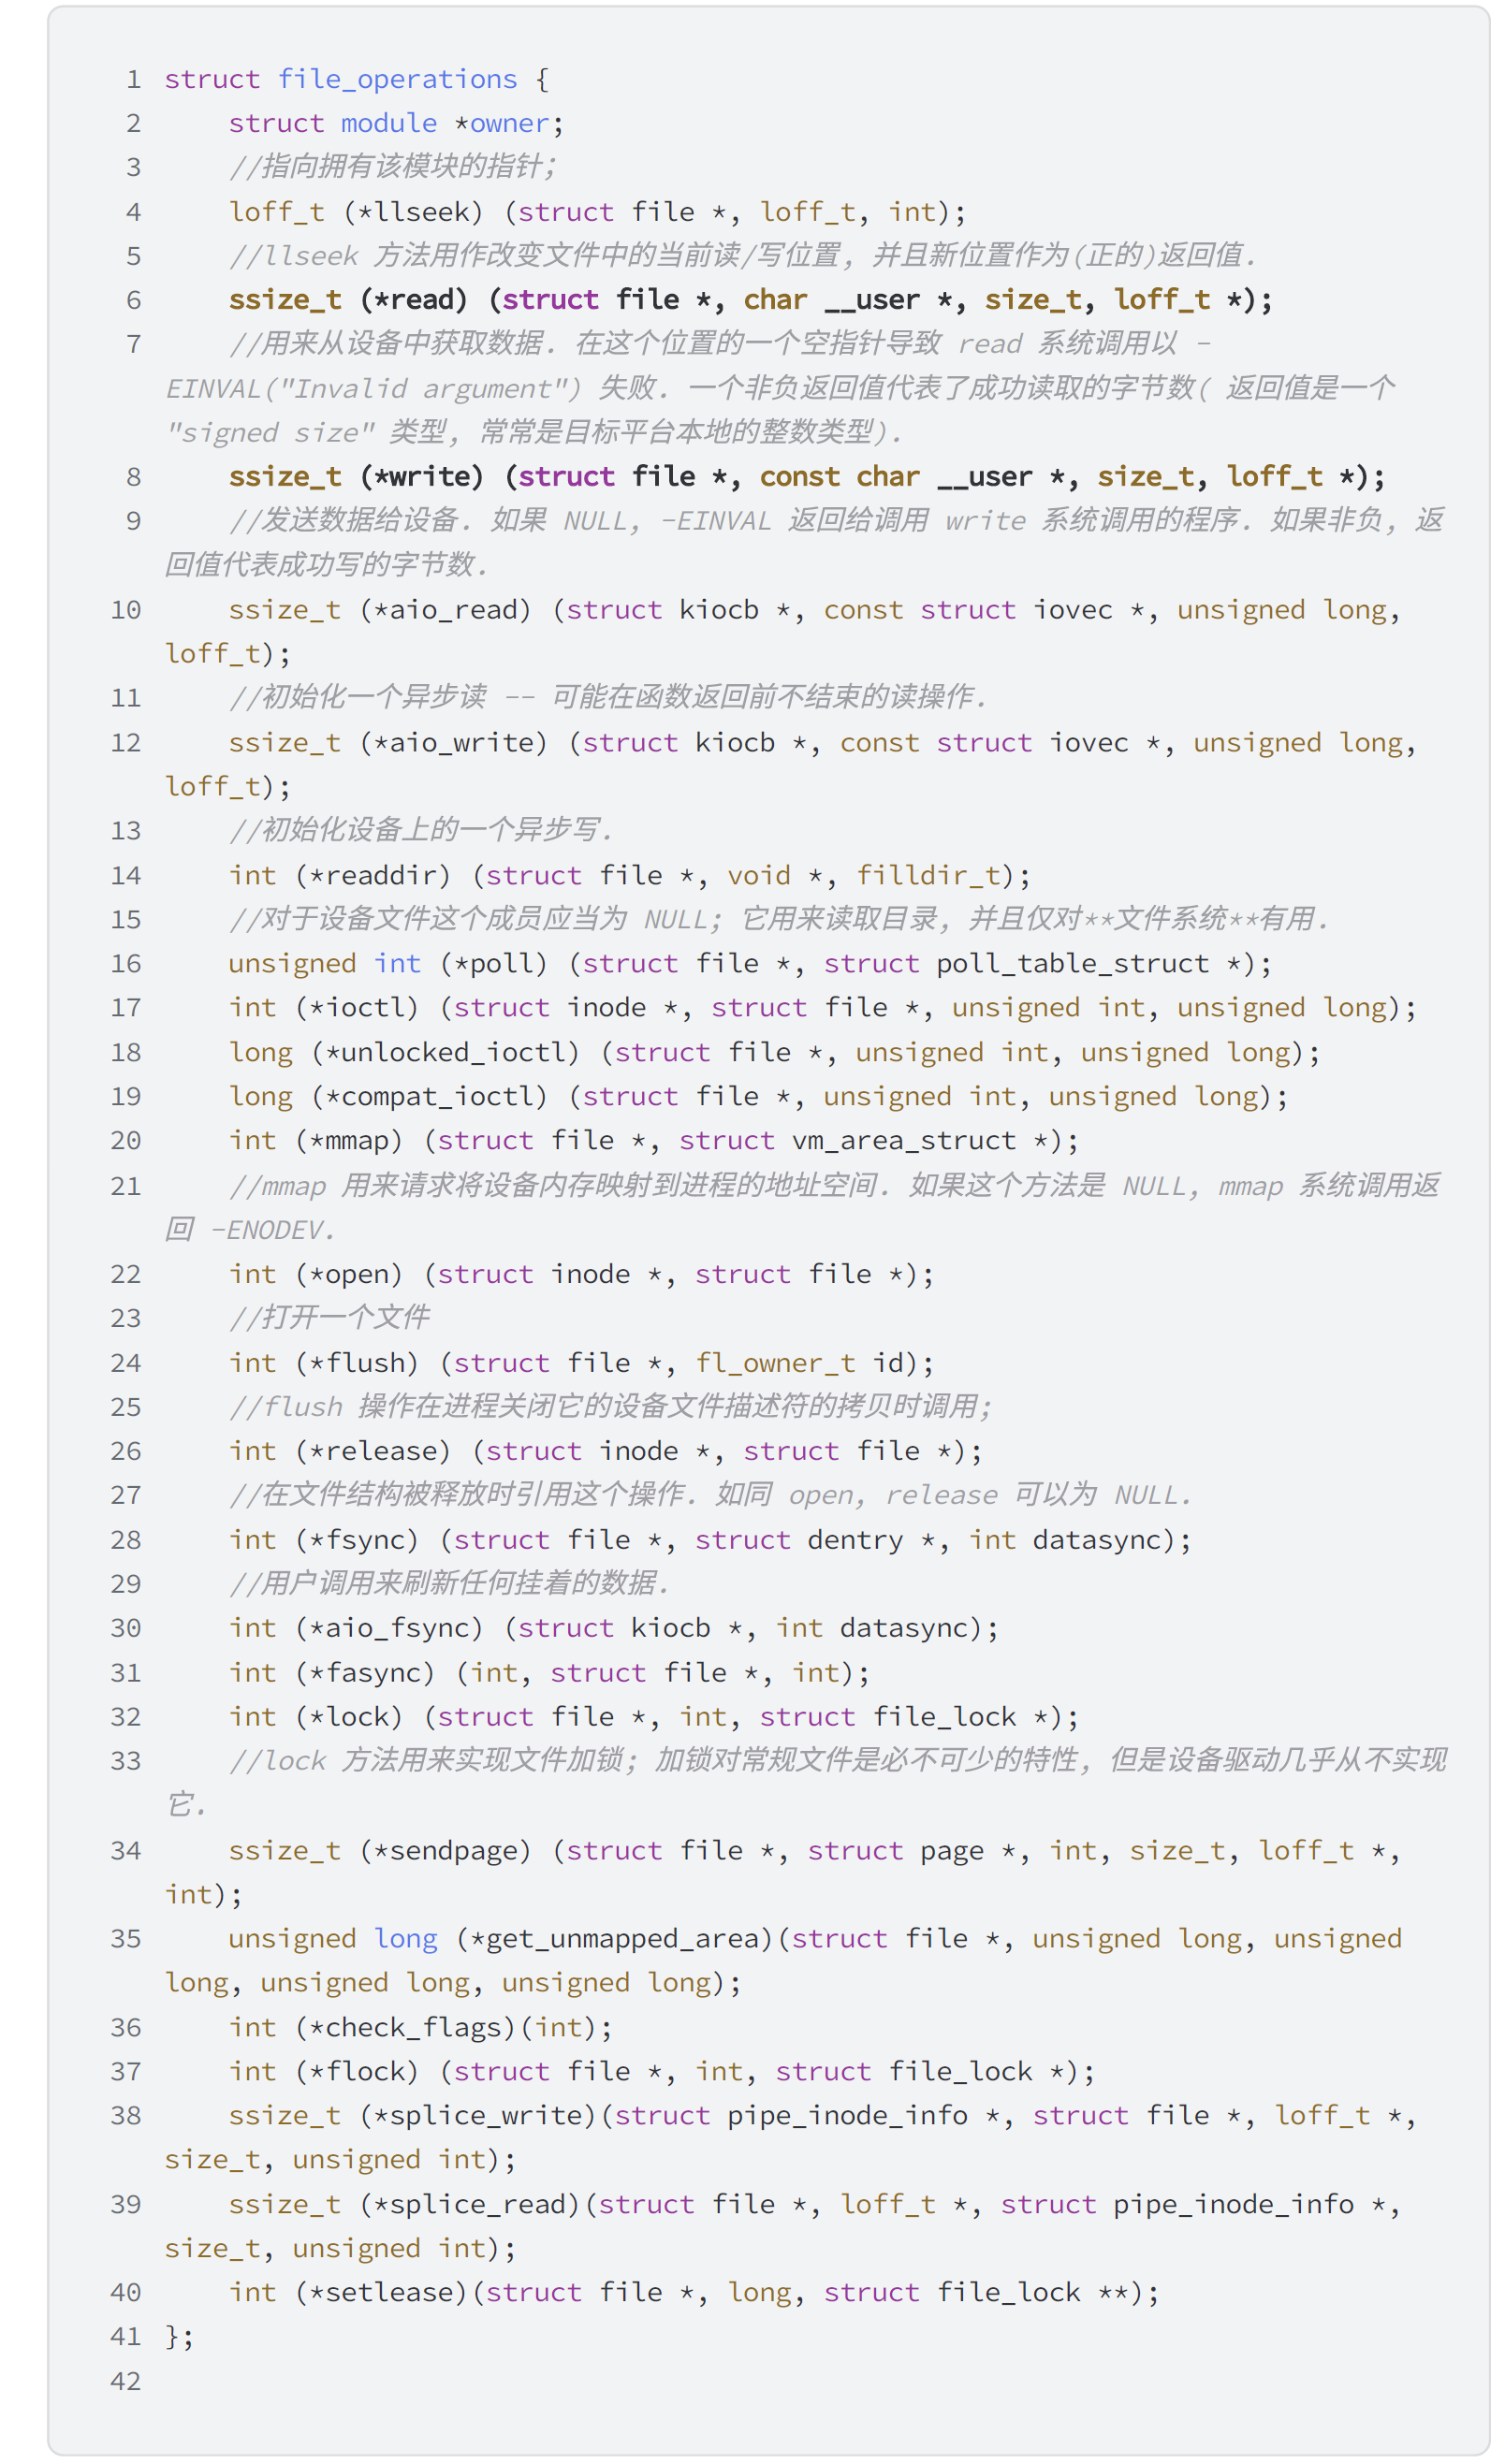 1 struct file_operations {
2     struct module *owner;
3     //指向拥有该模块的指针;
4     loff_t (*llseek) (struct file *, loff_t, int);
5     //llseek 方法用作改变文件中的当前读/写位置, 并且新位置作为(正的)返回值.
6     ssize_t (*read) (struct file *, char __user *, size_t, loff_t *);
7     //用来从设备中获取数据. 在这个位置的一个空指针导致 read 系统调用以 -
EINVAL("Invalid argument") 失败. 一个非负返回值代表了成功读取的字节数( 返回值是一个
"signed size" 类型, 常常是目标平台本地的整数类型).
8     ssize_t (*write) (struct file *, const char __user *, size_t, loff_t *);
9     //发送数据给设备. 如果 NULL, -EINVAL 返回给调用 write 系统调用的程序. 如果非负, 返
回值代表成功写的字节数.
10     ssize_t (*aio_read) (struct kiocb *, const struct iovec *, unsigned long,
loff_t);
11     //初始化一个异步读 -- 可能在函数返回前不结束的读操作.
12     ssize_t (*aio_write) (struct kiocb *, const struct iovec *, unsigned long,
loff_t);
13     //初始化设备上的一个异步写.
14     int (*readdir) (struct file *, void *, filldir_t);
15     //对于设备文件这个成员应当为 NULL; 它用来读取目录, 并且仅对**文件系统**有用.
16     unsigned int (*poll) (struct file *, struct poll_table_struct *);
17     int (*ioctl) (struct inode *, struct file *, unsigned int, unsigned long);
18     long (*unlocked_ioctl) (struct file *, unsigned int, unsigned long);
19     long (*compat_ioctl) (struct file *, unsigned int, unsigned long);
20     int (*mmap) (struct file *, struct vm_area_struct *);
21     //mmap 用来请求将设备内存映射到进程的地址空间. 如果这个方法是 NULL, mmap 系统调用返
回 -ENODEV.
22     int (*open) (struct inode *, struct file *);
23     //打开一个文件
24     int (*flush) (struct file *, fl_owner_t id);
25     //flush 操作在进程关闭它的设备文件描述符的拷贝时调用;
26     int (*release) (struct inode *, struct file *);
27     //在文件结构被释放时引用这个操作. 如同 open, release 可以为 NULL.
28     int (*fsync) (struct file *, struct dentry *, int datasync);
29     //用户调用来刷新任何挂着的数据.
30     int (*aio_fsync) (struct kiocb *, int datasync);
31     int (*fasync) (int, struct file *, int);
32     int (*lock) (struct file *, int, struct file_lock *);
33     //lock 方法用来实现文件加锁; 加锁对常规文件是必不可少的特性, 但是设备驱动几乎从不实现
它.
34     ssize_t (*sendpage) (struct file *, struct page *, int, size_t, loff_t *,
int);
35     unsigned long (*get_unmapped_area)(struct file *, unsigned long, unsigned
long, unsigned long, unsigned long);
36     int (*check_flags)(int);
37     int (*flock) (struct file *, int, struct file_lock *);
38     ssize_t (*splice_write)(struct pipe_inode_info *, struct file *, loff_t *,
size_t, unsigned int);
39     ssize_t (*splice_read)(struct file *, loff_t *, struct pipe_inode_info *,
size_t, unsigned int);
40     int (*setlease)(struct file *, long, struct file_lock **);
41 };
42